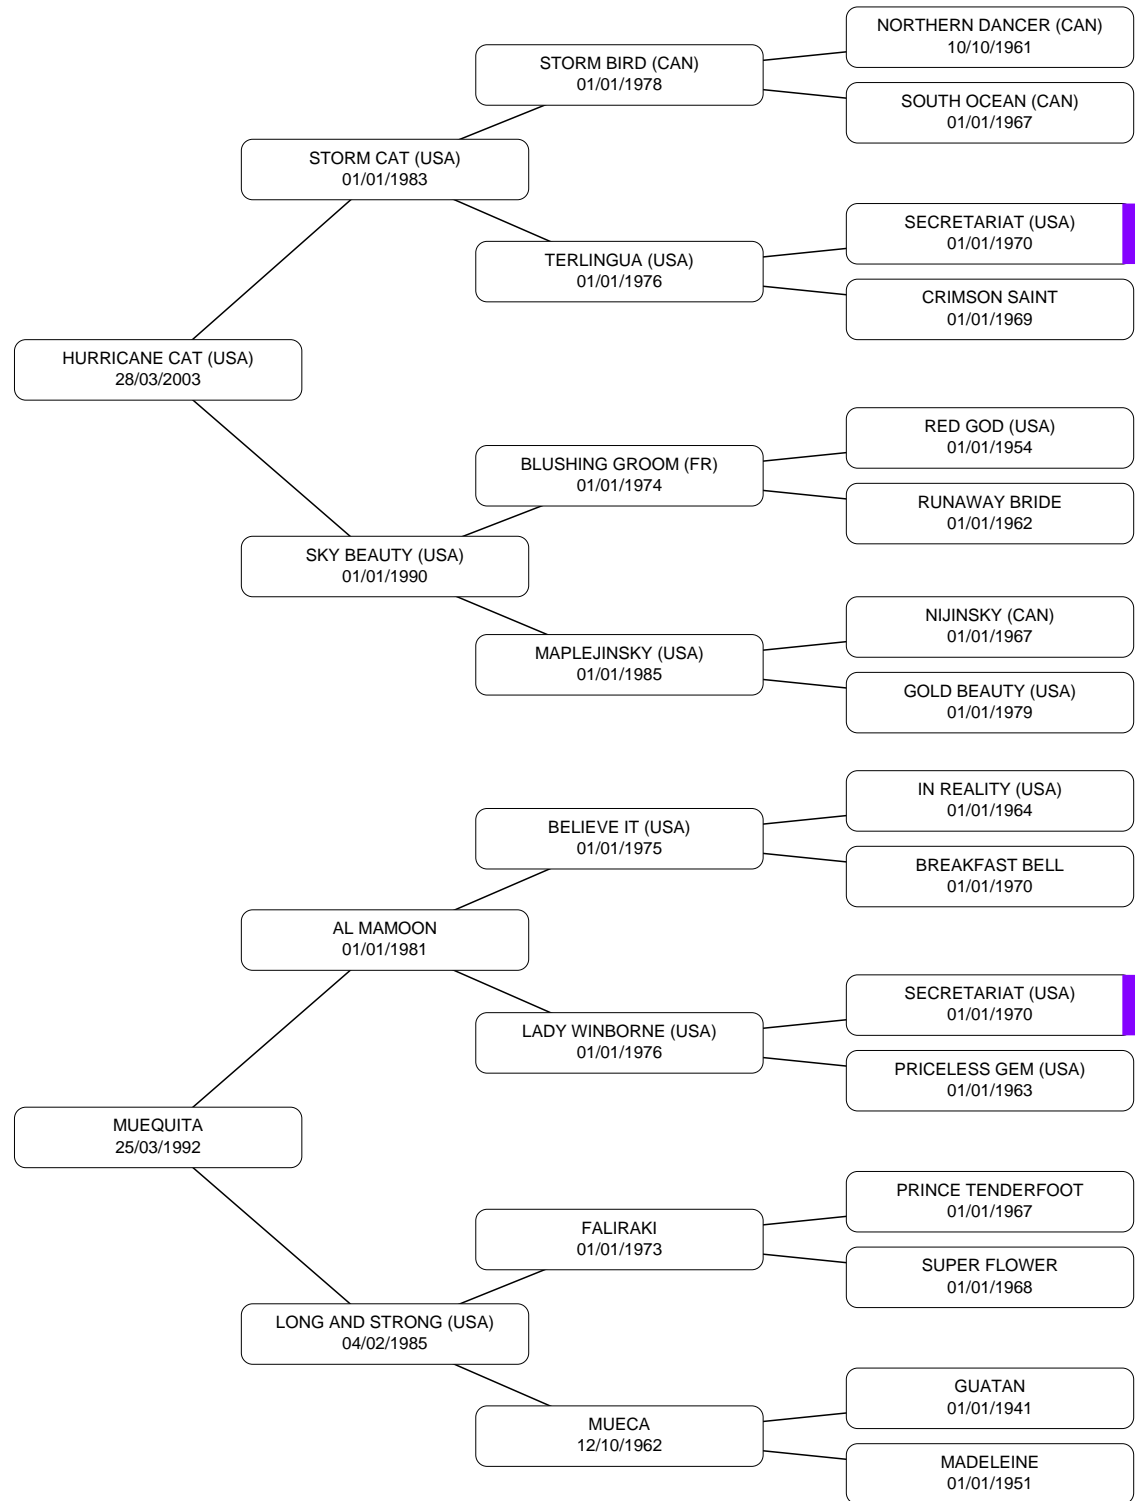 NORTHERN DANCER (CAN)
10/10/1961
STORM BIRD (CAN)
01/01/1978
SOUTH OCEAN (CAN)
01/01/1967
STORM CAT (USA)
01/01/1983
SECRETARIAT (USA)
01/01/1970
TERLINGUA (USA)
01/01/1976
CRIMSON SAINT
01/01/1969
HURRICANE CAT (USA)
28/03/2003
RED GOD (USA)
01/01/1954
BLUSHING GROOM (FR)
01/01/1974
RUNAWAY BRIDE
01/01/1962
SKY BEAUTY (USA)
01/01/1990
NIJINSKY (CAN)
01/01/1967
MAPLEJINSKY (USA)
01/01/1985
GOLD BEAUTY (USA)
01/01/1979
IN REALITY (USA)
01/01/1964
BELIEVE IT (USA)
01/01/1975
BREAKFAST BELL
01/01/1970
AL MAMOON
01/01/1981
SECRETARIAT (USA)
01/01/1970
LADY WINBORNE (USA)
01/01/1976
PRICELESS GEM (USA)
01/01/1963
MUEQUITA
25/03/1992
PRINCE TENDERFOOT
01/01/1967
FALIRAKI
01/01/1973
SUPER FLOWER
01/01/1968
LONG AND STRONG (USA)
04/02/1985
GUATAN
01/01/1941
MUECA
12/10/1962
MADELEINE
01/01/1951